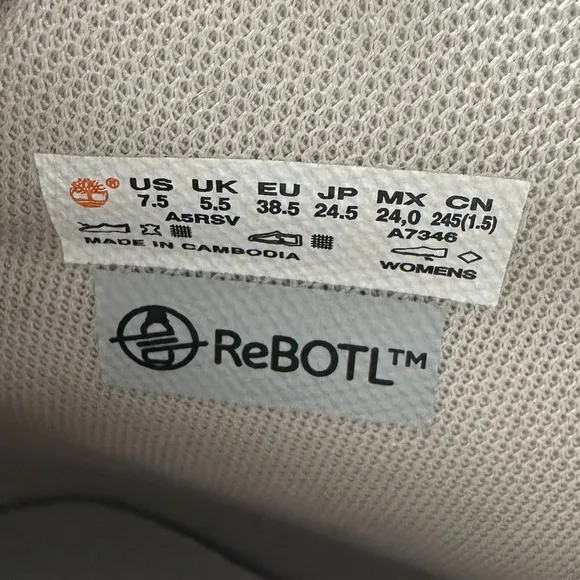 ® US UK EU JP MX CN
7.5 5.5 38.5 24.5 24,0 245(1.5)
A5RSV A7346
MADE IN CAMBODIA WOMENS
ReBOTL™